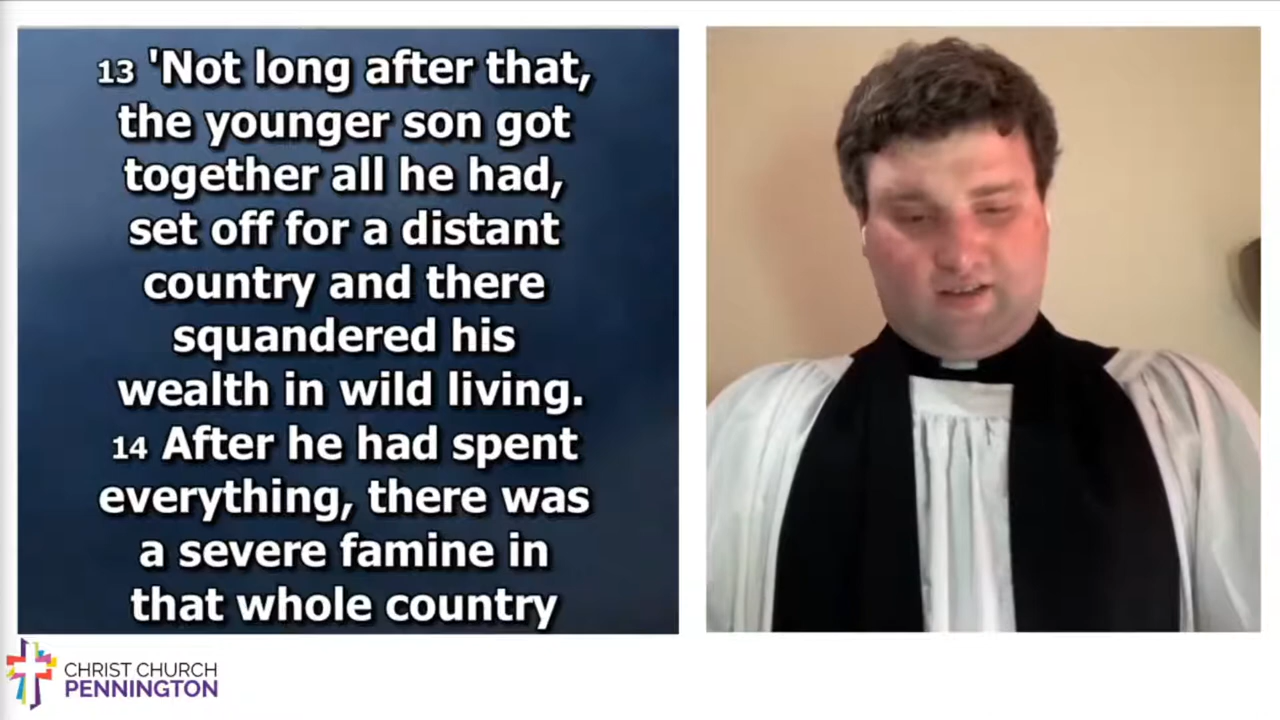 13 'Not long after that,
the younger son got
together all he had,
set off for a distant
country and there
squandered his
wealth in wild living.
14 After he had spent
everything, there was
a severe famine in
that whole country
CHRIST CHURCH
PENNINGTON